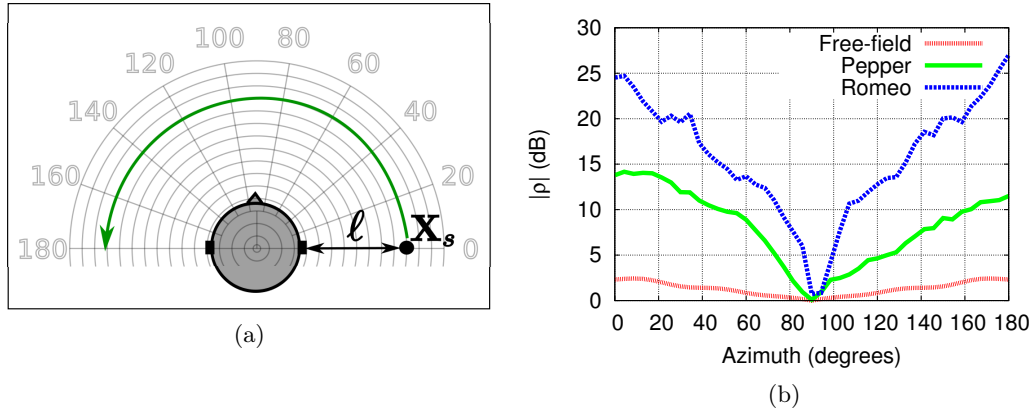 100 80
120 60
140 40
160 20
180 0
ℓ
X_s
(a)
30
25
20
15
10
5
0
|ρ| (dB)
Free-field
Pepper
Romeo
0 20 40 60 80 100 120 140 160 180
Azimuth (degrees)
(b)